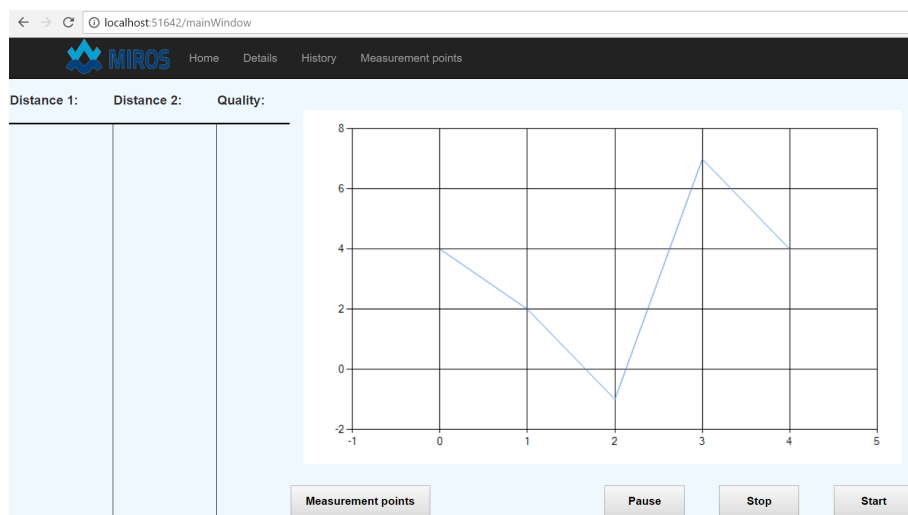 localhost:51642/mainWindow
MIROS Home Details History Measurement points
Distance 1: Distance 2: Quality:
8
6
4
2
0
-2
-1 0 1 2 3 4 5
Measurement points Pause Stop Start